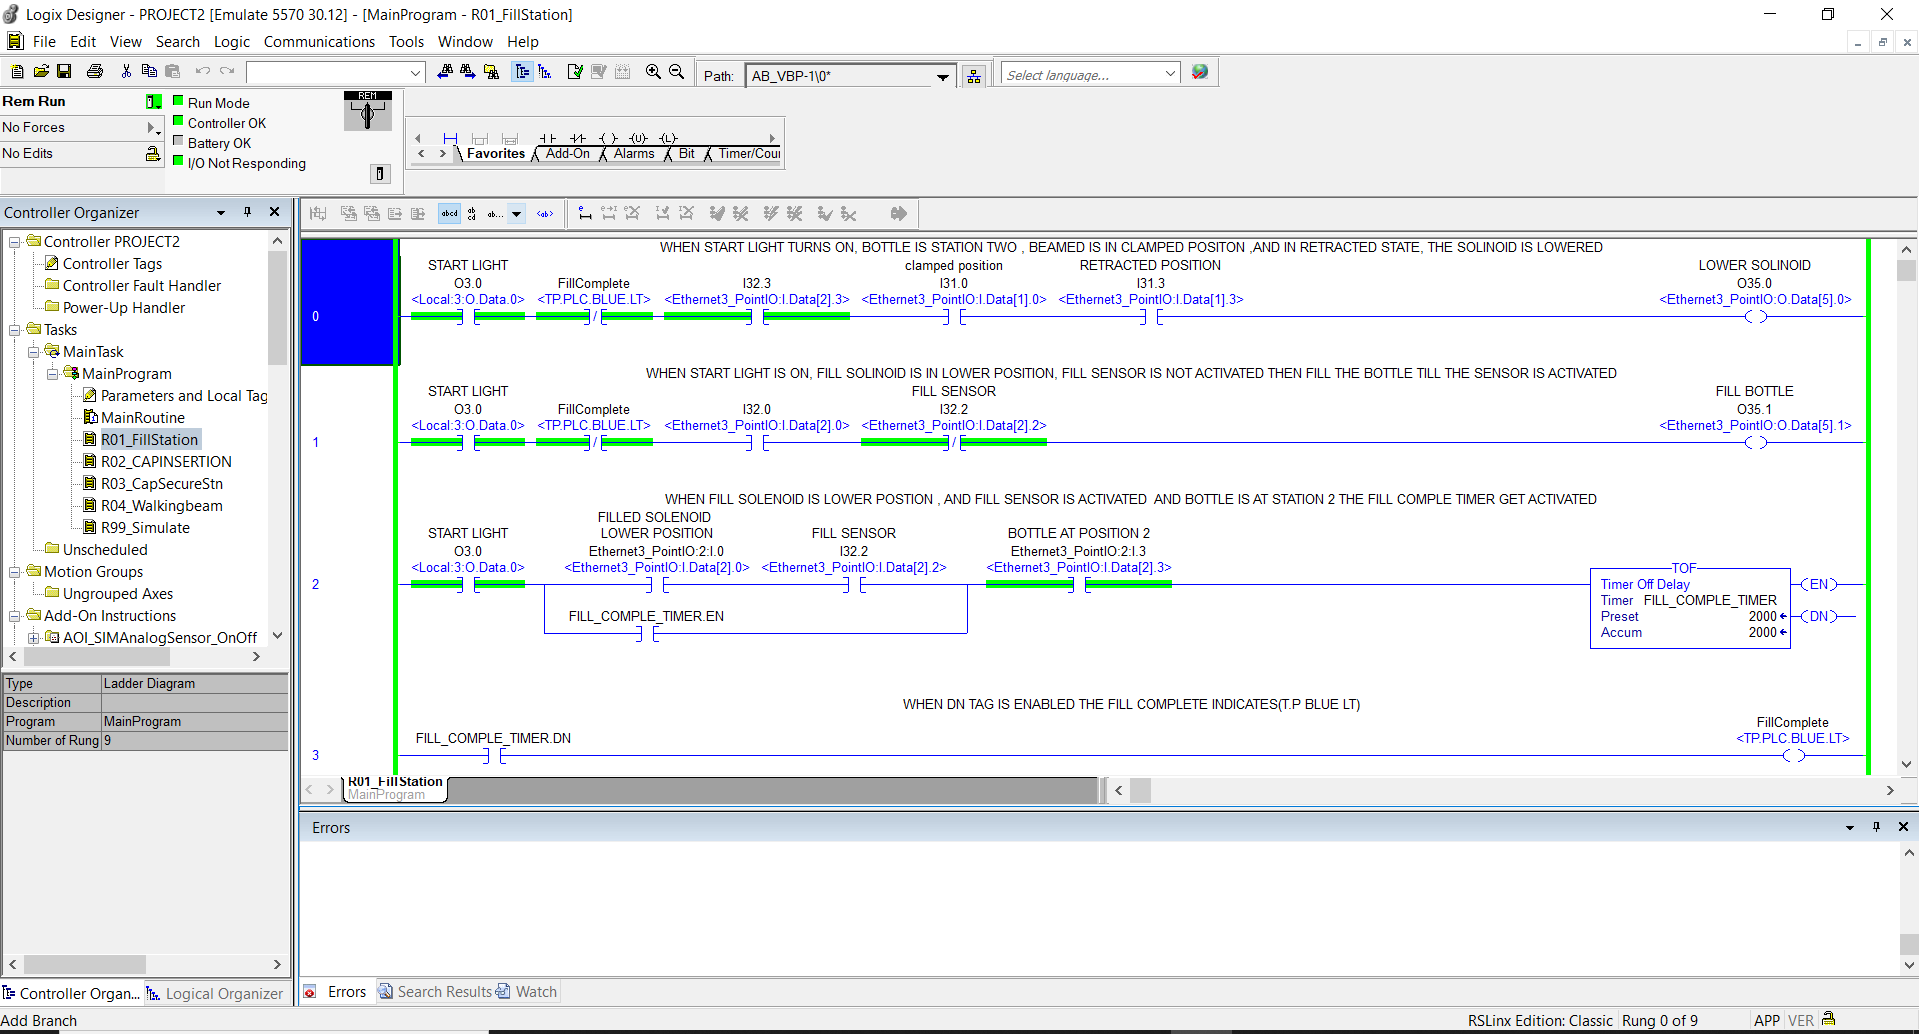 Logix Designer - PROJECT2 [Emulate 5570 30.12] - [MainProgram - R01_FillStation]
File Edit View Search Logic Communications Tools Window Help
Path: AB_VBP-1\0*
Select language...
Rem Run
No Forces
No Edits
Run Mode
Controller OK
Battery OK
I/O Not Responding
REM
Favorites Add-On Alarms Bit Timer/Coun
Controller Organizer
Controller PROJECT2
Controller Tags
Controller Fault Handler
Power-Up Handler
Tasks
MainTask
MainProgram
Parameters and Local Tag
MainRoutine
R01_FillStation
R02_CAPINSERTION
R03_CapSecureStn
R04_Walkingbeam
R99_Simulate
Unscheduled
Motion Groups
Ungrouped Axes
Add-On Instructions
AOI_SIMAnalogSensor_OnOff
Type Ladder Diagram
Description
Program MainProgram
Number of Rung 9
Controller Organ... Logical Organizer
abcd ab cd ab... <ab>
WHEN START LIGHT TURNS ON, BOTTLE IS STATION TWO , BEAMED IS IN CLAMPED POSITON ,AND IN RETRACTED STATE, THE SOLINOID IS LOWERED
START LIGHT clamped position RETRACTED POSITION LOWER SOLINOID
O3.0 FillComplete I32.3 I31.0 I31.3 O35.0
<Local:3:O.Data.0> <TP.PLC.BLUE.LT> <Ethernet3_PointIO:I.Data[2].3> <Ethernet3_PointIO:I.Data[1].0> <Ethernet3_PointIO:I.Data[1].3> <Ethernet3_PointIO:O.Data[5].0>
0
WHEN START LIGHT IS ON, FILL SOLINOID IS IN LOWER POSITION, FILL SENSOR IS NOT ACTIVATED THEN FILL THE BOTTLE TILL THE SENSOR IS ACTIVATED
START LIGHT FILL SENSOR FILL BOTTLE
O3.0 FillComplete I32.0 I32.2 O35.1
<Local:3:O.Data.0> <TP.PLC.BLUE.LT> <Ethernet3_PointIO:I.Data[2].0> <Ethernet3_PointIO:I.Data[2].2> <Ethernet3_PointIO:O.Data[5].1>
1
WHEN FILL SOLENOID IS LOWER POSTION , AND FILL SENSOR IS ACTIVATED AND BOTTLE IS AT STATION 2 THE FILL COMPLE TIMER GET ACTIVATED
FILLED SOLENOID
START LIGHT LOWER POSITION FILL SENSOR BOTTLE AT POSITION 2
O3.0 Ethernet3_PointIO:2:I.0 I32.2 Ethernet3_PointIO:2:I.3
<Local:3:O.Data.0> <Ethernet3_PointIO:I.Data[2].0> <Ethernet3_PointIO:I.Data[2].2> <Ethernet3_PointIO:I.Data[2].3>
2
FILL_COMPLE_TIMER.EN
TOF
Timer Off Delay EN
Timer FILL_COMPLE_TIMER
Preset 2000 DN
Accum 2000
WHEN DN TAG IS ENABLED THE FILL COMPLETE INDICATES(T.P BLUE LT)
FillComplete
FILL_COMPLE_TIMER.DN <TP.PLC.BLUE.LT>
3
R01_FillStation
MainProgram
Errors
Errors Search Results Watch
Add Branch
RSLinx Edition: Classic Rung 0 of 9 APP VER